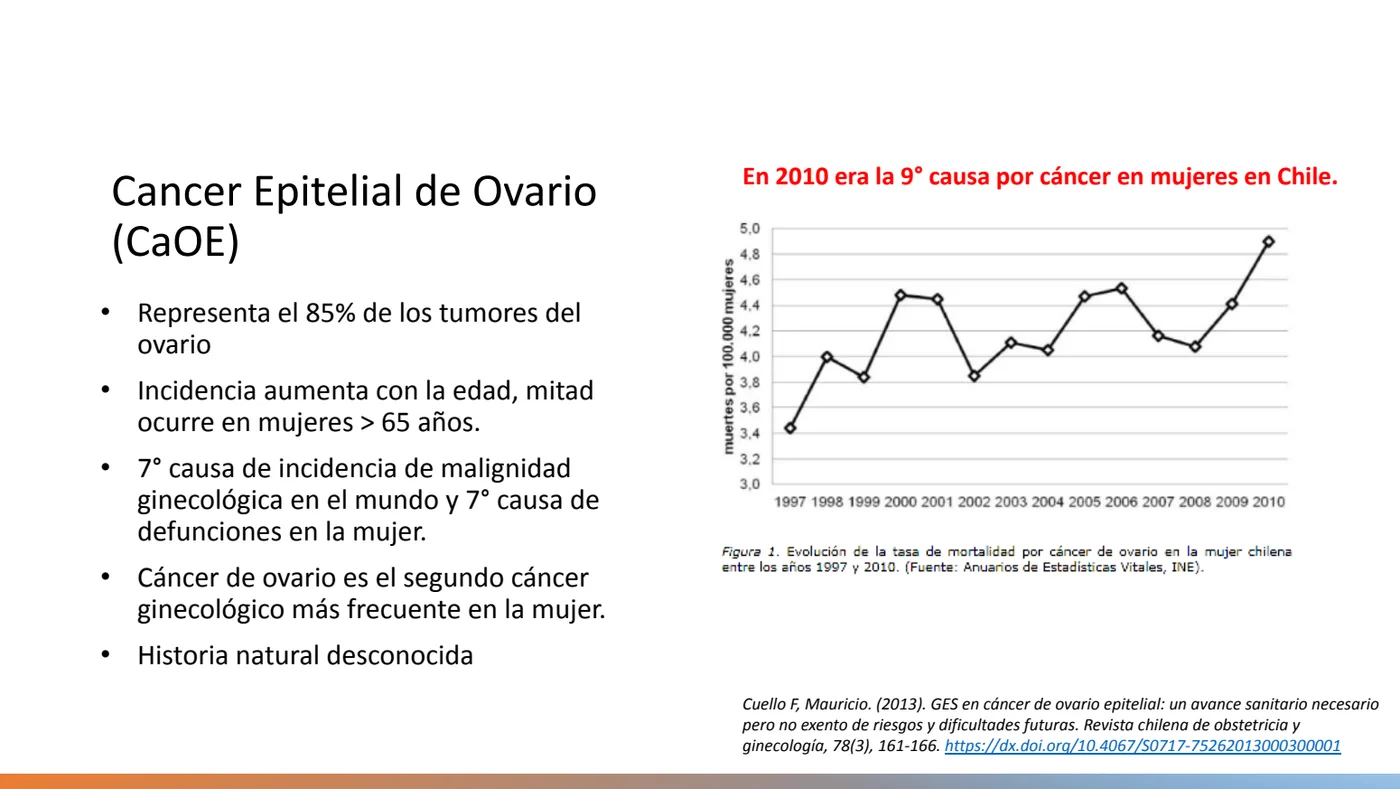 Cancer Epitelial de Ovario
(CaOE)
• Representa el 85% de los tumores del
ovario
• Incidencia aumenta con la edad, mitad
ocurre en mujeres > 65 años.
• 7° causa de incidencia de malignidad
ginecológica en el mundo y 7° causa de
defunciones en la mujer.
• Cáncer de ovario es el segundo cáncer
ginecológico más frecuente en la mujer.
• Historia natural desconocida
En 2010 era la 9° causa por cáncer en mujeres en Chile.
muertes por 100.000 mujeres
5,0
4,8
4,6
4,4
4,2
4,0
3,8
3,6
3,4
3,2
3,0
1997 1998 1999 2000 2001 2002 2003 2004 2005 2006 2007 2008 2009 2010
Figura 1. Evolución de la tasa de mortalidad por cáncer de ovario en la mujer chilena
entre los años 1997 y 2010. (Fuente: Anuarios de Estadísticas Vitales, INE).
Cuello F, Mauricio. (2013). GES en cáncer de ovario epitelial: un avance sanitario necesario
pero no exento de riesgos y dificultades futuras. Revista chilena de obstetricia y
ginecología, 78(3), 161-166. https://dx.doi.org/10.4067/S0717-75262013000300001